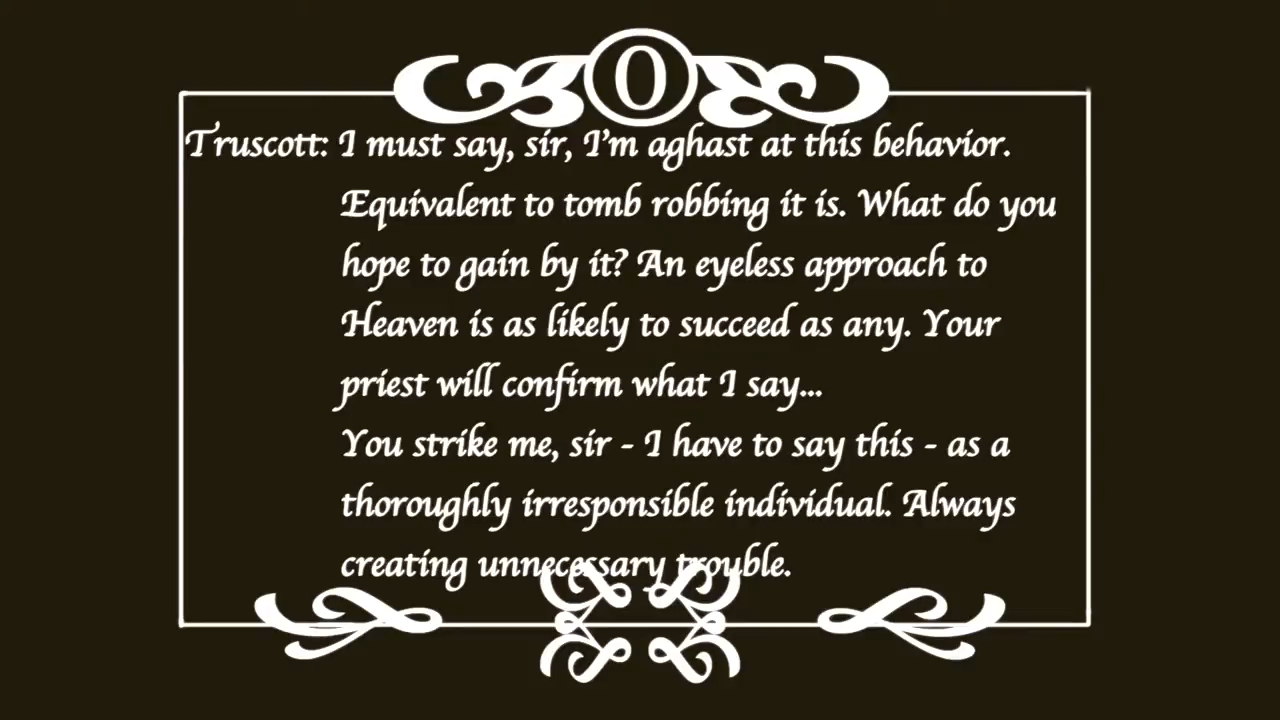 O
Truscott: I must say, sir, I'm aghast at this behavior.
Equivalent to tomb robbing it is. What do you
hope to gain by it? An eyeless approach to
Heaven is as likely to succeed as any. Your
priest will confirm what I say...
You strike me, sir - I have to say this - as a
thoroughly irresponsible individual. Always
creating unnecessary trouble.